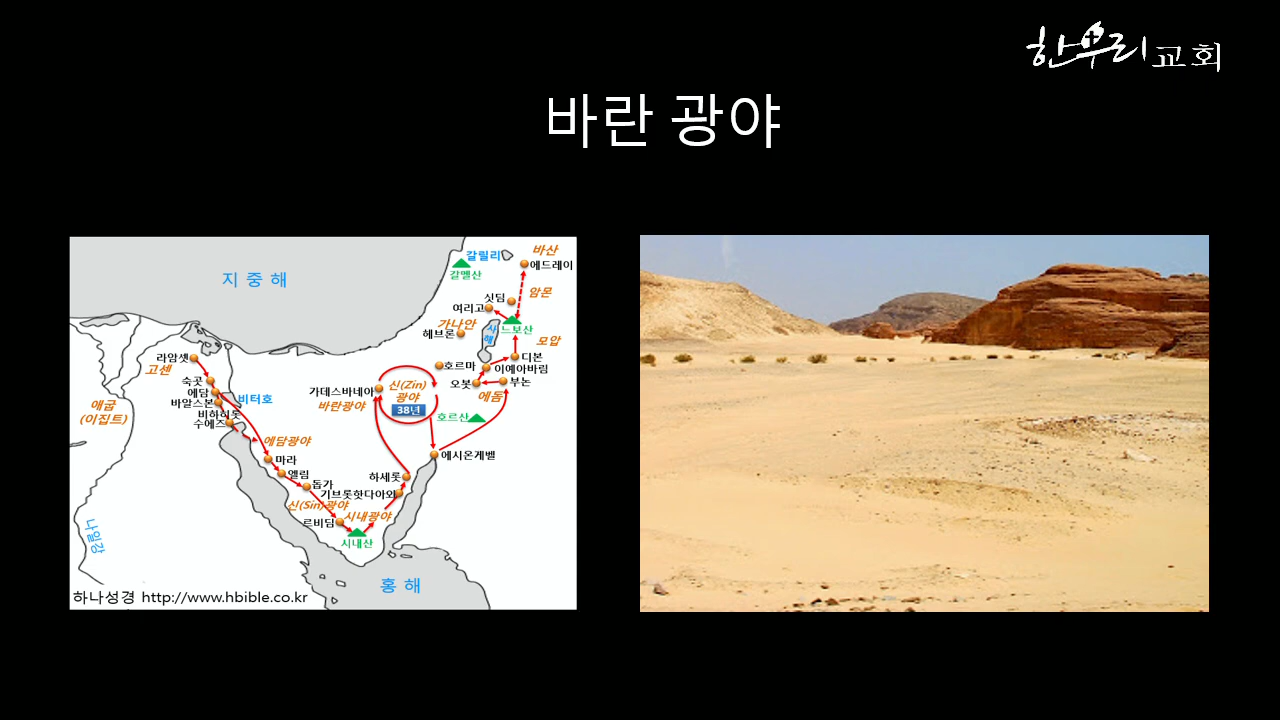 한우리교회
바란 광야
지 중 해
갈릴리
바산
에드레이
갈멜산
싯딤
암몬
여리고
가나안
사해
느보산
헤브론
모압
라암셋
고센
디본
호르마
이예아바림
숙곳
에담
오봇
부논
가데스바네아
신(Zin)
광야
38년
바란광야
에돔
애굽
(이집트)
바알스본
비터호
비하히롯
수에즈
호르산
에담광야
에시온게벨
마라
엘림
돕가
하세롯
기브롯핫다아와
신(Sin)광야
시내광야
르비딤
시내산
나일강
홍 해
하나성경 http://www.hbible.co.kr